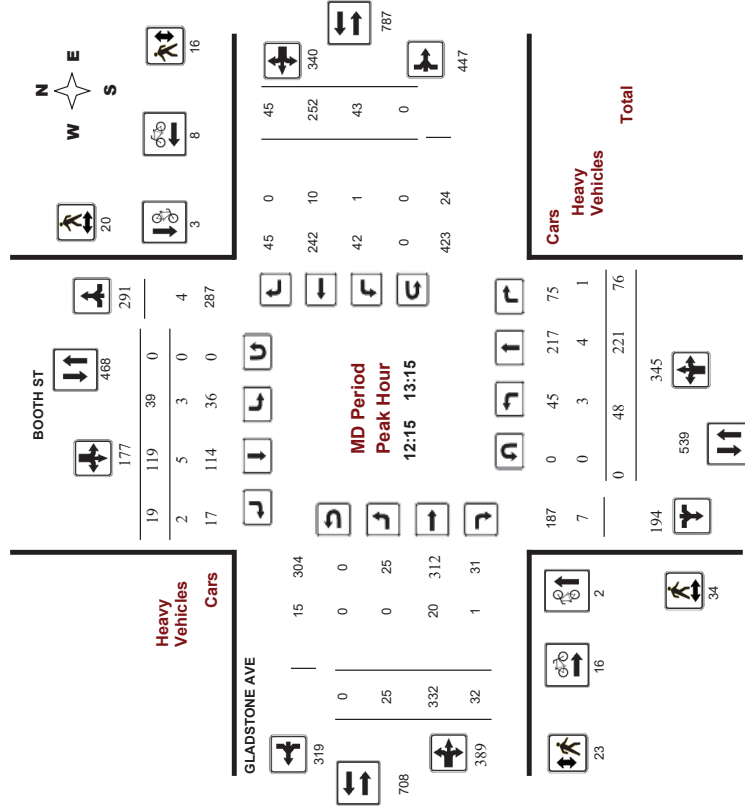 N
W E
S
787
340
447
16
8
20
3
BOOTH ST
468
177
291
19 119 39 0
2 5 3 0 4
17 114 36 0 287
45 0 45
242 10 252
42 1 43
0 0 0
423 24
Heavy
Vehicles
Cars
MD Period
Peak Hour
12:15 13:15
GLADSTONE AVE
319
708
389
15 304
0 0 0
25 0 25
332 20 312
32 1 31
Cars
Heavy
Vehicles
Total
187 0 45 217 75
7 0 3 4 1
0 48 221 76
194
539
345
23
16
2
34